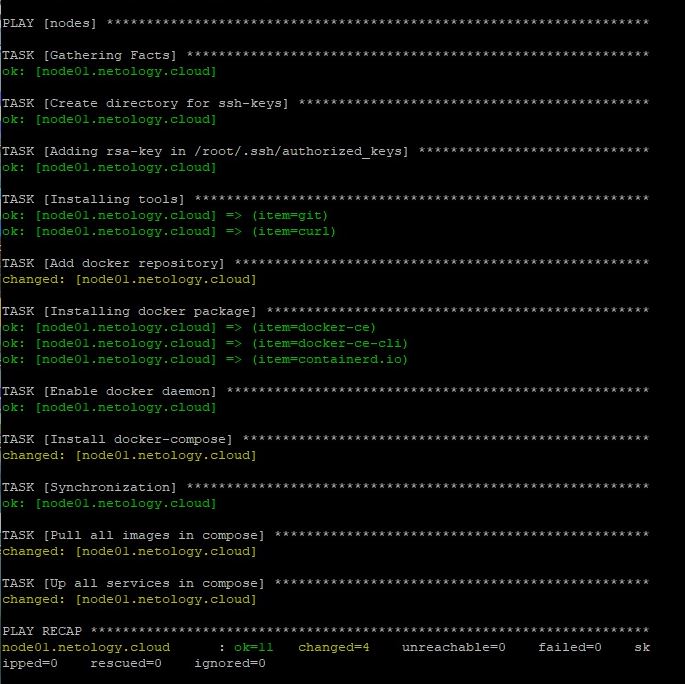 PLAY [nodes] ********************************************************************
TASK [Gathering Facts] **********************************************************
ok: [node01.netology.cloud]
TASK [Create directory for ssh-keys] ********************************************
ok: [node01.netology.cloud]
TASK [Adding rsa-key in /root/.ssh/authorized_keys] *****************************
ok: [node01.netology.cloud]
TASK [Installing tools] *********************************************************
ok: [node01.netology.cloud] => (item=git)
ok: [node01.netology.cloud] => (item=curl)
TASK [Add docker repository] ****************************************************
changed: [node01.netology.cloud]
TASK [Installing docker package] ************************************************
ok: [node01.netology.cloud] => (item=docker-ce)
ok: [node01.netology.cloud] => (item=docker-ce-cli)
ok: [node01.netology.cloud] => (item=containerd.io)
TASK [Enable docker daemon] *****************************************************
ok: [node01.netology.cloud]
TASK [Install docker-compose] ***************************************************
changed: [node01.netology.cloud]
TASK [Synchronization] **********************************************************
ok: [node01.netology.cloud]
TASK [Pull all images in compose] ***********************************************
changed: [node01.netology.cloud]
TASK [Up all services in compose] ***********************************************
changed: [node01.netology.cloud]
PLAY RECAP **********************************************************************
node01.netology.cloud      : ok=11   changed=4    unreachable=0    failed=0    sk
ipped=0    rescued=0    ignored=0